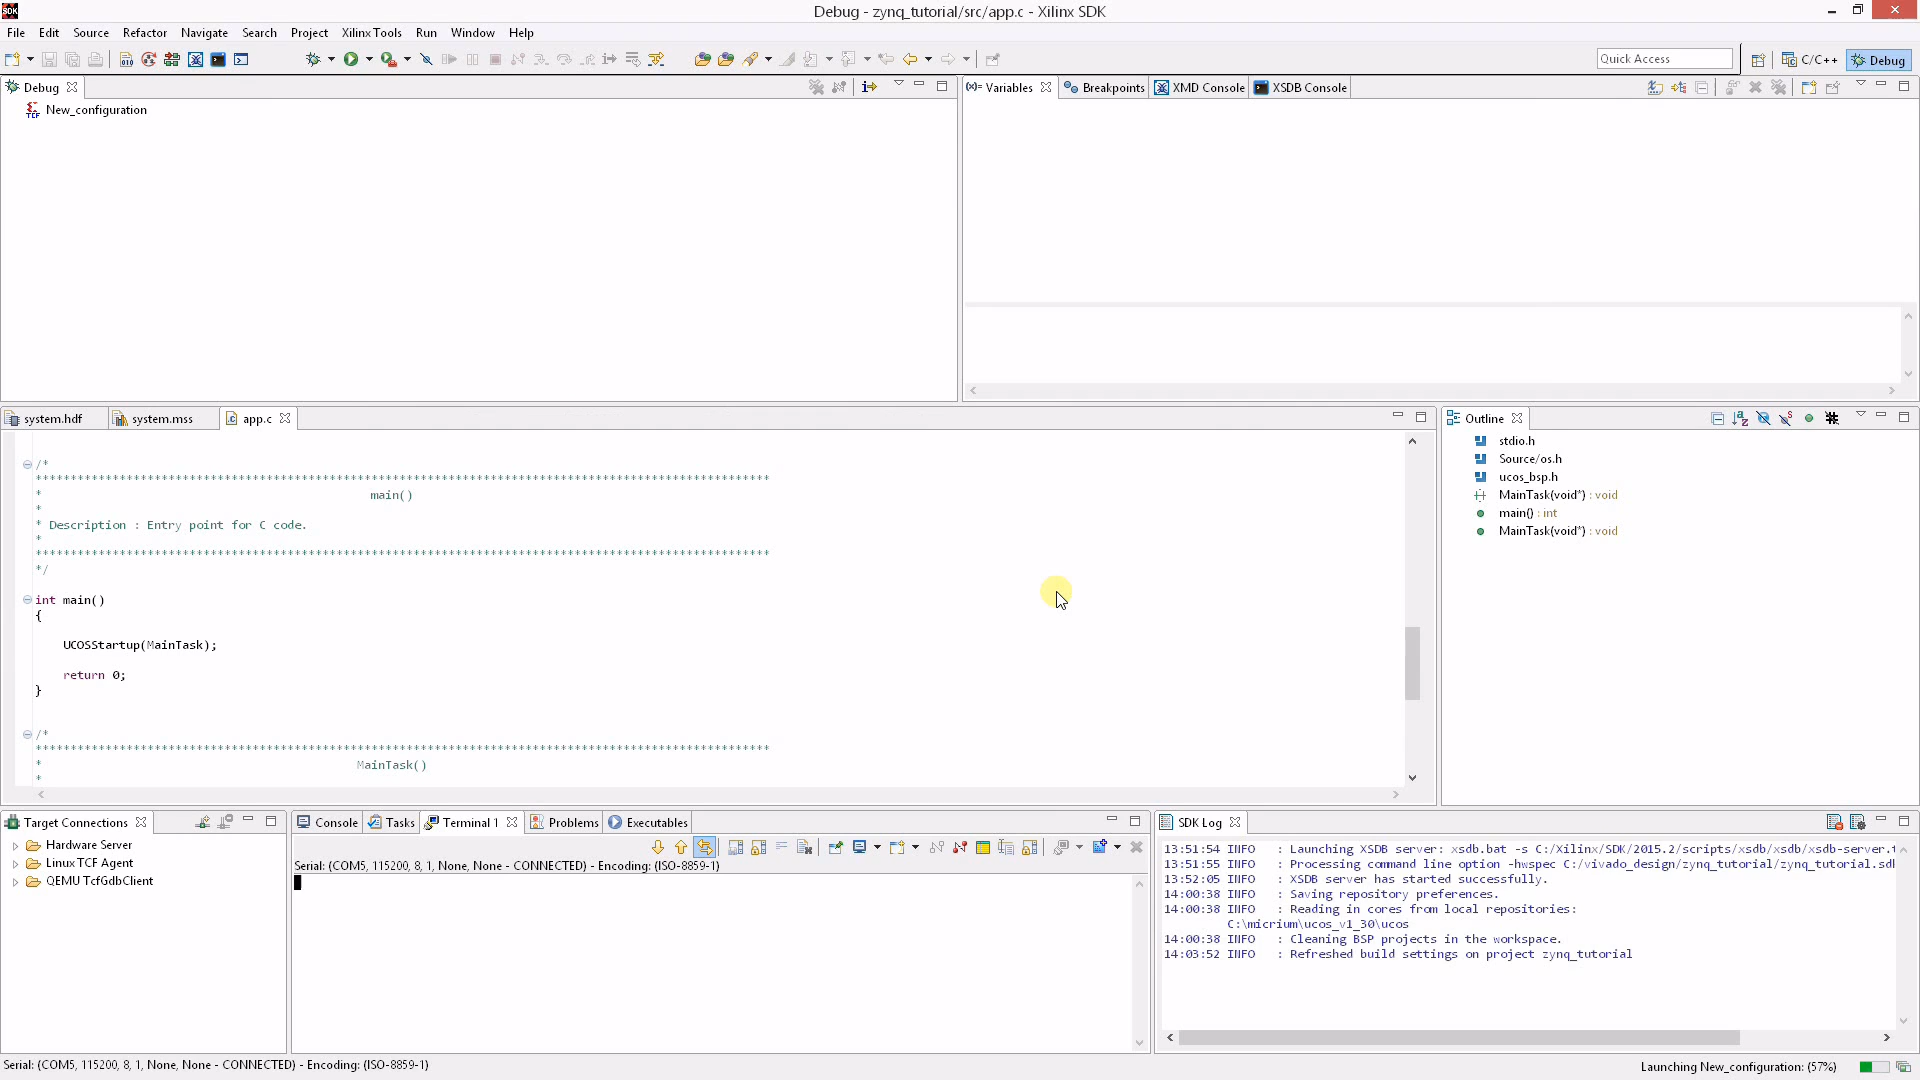 SDK
Debug - zynq_tutorial/src/app.c - Xilinx SDK
File Edit Source Refactor Navigate Search Project Xilinx Tools Run Window Help
Quick Access
C/C++
Debug
Debug
New_configuration
(x)= Variables
Breakpoints
XMD Console
XSDB Console
system.hdf
system.mss
app.c
/*
*********************************************************************************************************
* main()
*
* Description : Entry point for C code.
*
*********************************************************************************************************
*/
int main()
{
UCOSStartup(MainTask);
return 0;
}
/*
*********************************************************************************************************
* MainTask()
*
Outline
stdio.h
Source/os.h
ucos_bsp.h
MainTask(void*) : void
main() : int
MainTask(void*) : void
Target Connections
Hardware Server
Linux TCF Agent
QEMU TcfGdbClient
Console
Tasks
Terminal 1
Problems
Executables
Serial: (COM5, 115200, 8, 1, None, None - CONNECTED) - Encoding: (ISO-8859-1)
SDK Log
13:51:54 INFO : Launching XSDB server: xsdb.bat -s C:/Xilinx/SDK/2015.2/scripts/xsdb/xsdb/xsdb-server.t
13:51:55 INFO : Processing command line option -hwspec C:/vivado_design/zynq_tutorial/zynq_tutorial.sdk
13:52:05 INFO : XSDB server has started successfully.
14:00:38 INFO : Saving repository preferences.
14:00:38 INFO : Reading in cores from local repositories:
C:\micrium\ucos_v1_30\ucos
14:00:38 INFO : Cleaning BSP projects in the workspace.
14:03:52 INFO : Refreshed build settings on project zynq_tutorial
Serial: (COM5, 115200, 8, 1, None, None - CONNECTED) - Encoding: (ISO-8859-1)
Launching New_configuration: (57%)